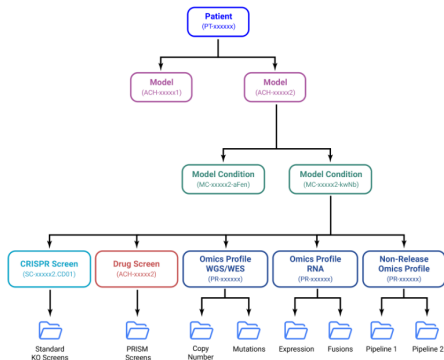 Patient
(PT-xxxxxx)
Model
(ACH-xxxxx1)
Model
(ACH-xxxxx2)
Model Condition
(MC-xxxxx2-aFen)
Model Condition
(MC-xxxxx2-kwNb)
CRISPR Screen
(SC-xxxxx2.CD01)
Drug Screen
(ACH-xxxxx2)
Omics Profile
WGS/WES
(PR-xxxxxx)
Omics Profile
RNA
(PR-xxxxxx)
Non-Release
Omics Profile
(PR-xxxxxx)
Standard
KO Screens
PRISM
Screens
Copy
Number
Mutations
Expression
Fusions
Pipeline 1
Pipeline 2